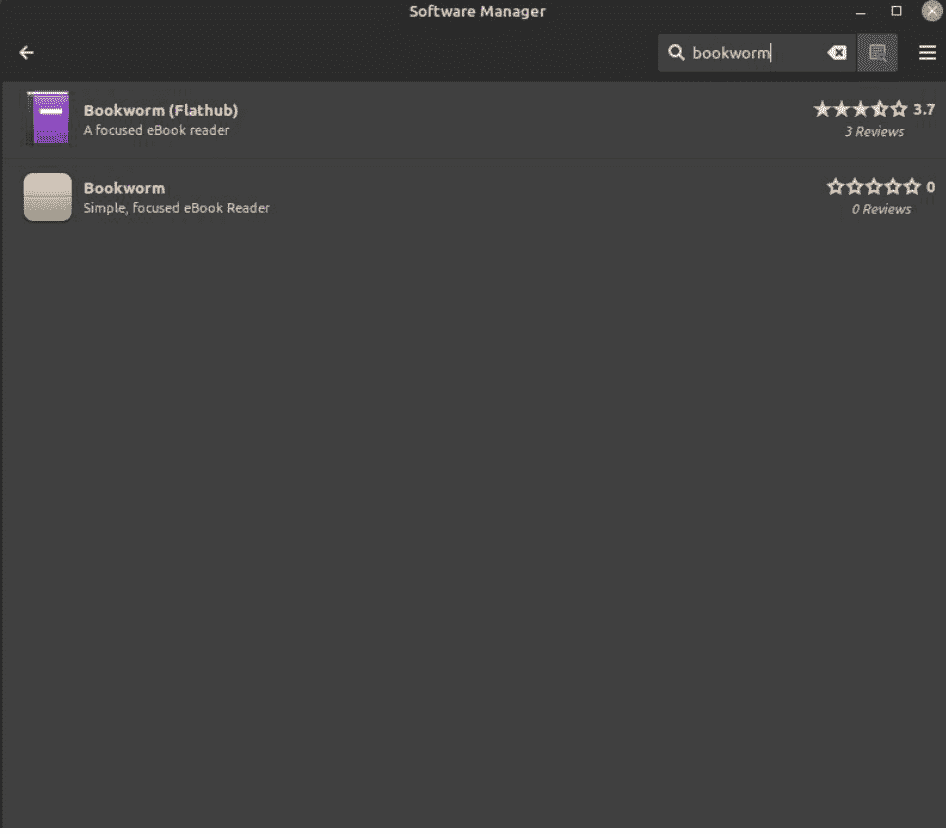 Software Manager
bookworm
Bookworm (Flathub)
3.7
A focused eBook reader
3 Reviews
Bookworm
0
Simple, focused eBook Reader
0 Reviews